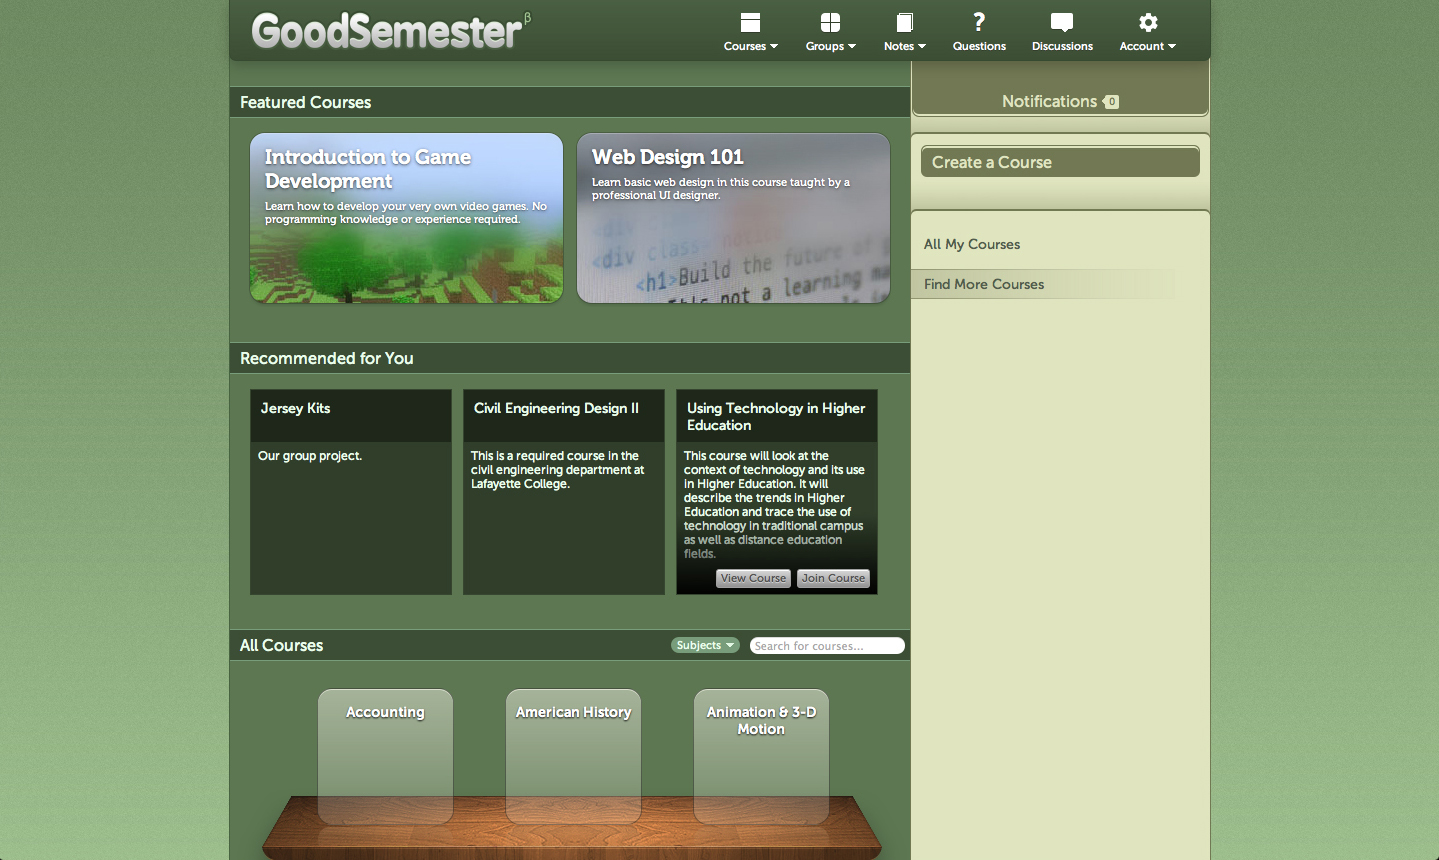 GoodSemester β
Courses
Groups
Notes
?
Questions
Discussions
Account
Notifications 0
Create a Course
All My Courses
Find More Courses
Featured Courses
Introduction to Game
Development
Learn how to develop your very own video games. No
programming knowledge or experience required.
Web Design 101
Learn basic web design in this course taught by a
professional UI designer.
<div
<div class= notice
<h1>Build the future of
not a learning
Recommended for You
Jersey Kits
Our group project.
Civil Engineering Design II
This is a required course in the
civil engineering department at
Lafayette College.
Using Technology in Higher
Education
This course will look at the
context of technology and its use
in Higher Education. It will
describe the trends in Higher
Education and trace the use of
technology in traditional campus
as well as distance education
fields.
View Course
Join Course
All Courses
Subjects
Search for courses...
Accounting
American History
Animation & 3-D
Motion